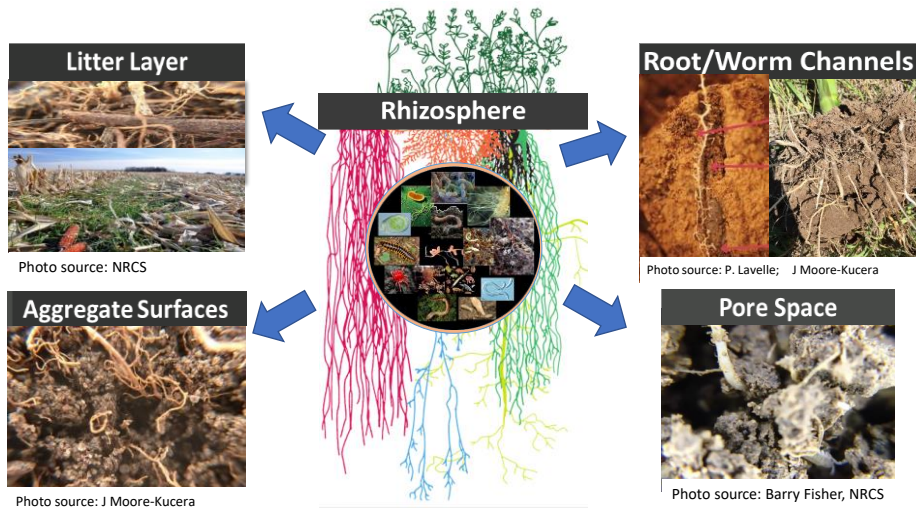 Litter Layer
Photo source: NRCS
Rhizosphere
Root/Worm Channels
Photo source: P. Lavelle; J Moore-Kucera
Aggregate Surfaces
Photo source: J Moore-Kucera
Pore Space
Photo source: Barry Fisher, NRCS